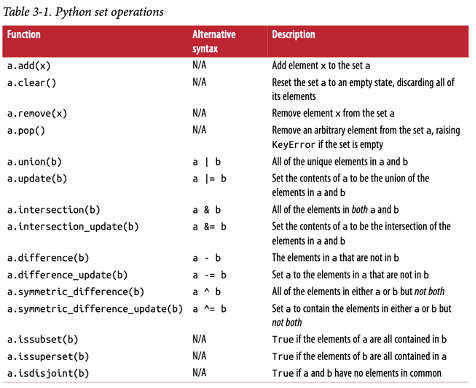 Table 3-1. Python set operations
Function Alternative syntax Description
a.add(x) N/A Add element x to the set a
a.clear() N/A Reset the set a to an empty state, discarding all of
its elements
a.remove(x) N/A Remove element x from the set a
a.pop() N/A Remove an arbitrary element from the set a, raising
KeyError if the set is empty
a.union(b) a | b All of the unique elements in a and b
a.update(b) a |= b Set the contents of a to be the union of the
elements in a and b
a.intersection(b) a & b All of the elements in both a and b
a.intersection_update(b) a &= b Set the contents of a to be the intersection of the
elements in a and b
a.difference(b) a - b The elements in a that are not in b
a.difference_update(b) a -= b Set a to the elements in a that are not in b
a.symmetric_difference(b) a ^ b All of the elements in either a or b but not both
a.symmetric_difference_update(b) a ^= b Set a to contain the elements in either a or b but
not both
a.issubset(b) N/A True if the elements of a are all contained in b
a.issuperset(b) N/A True if the elements of b are all contained in a
a.isdisjoint(b) N/A True if a and b have no elements in common